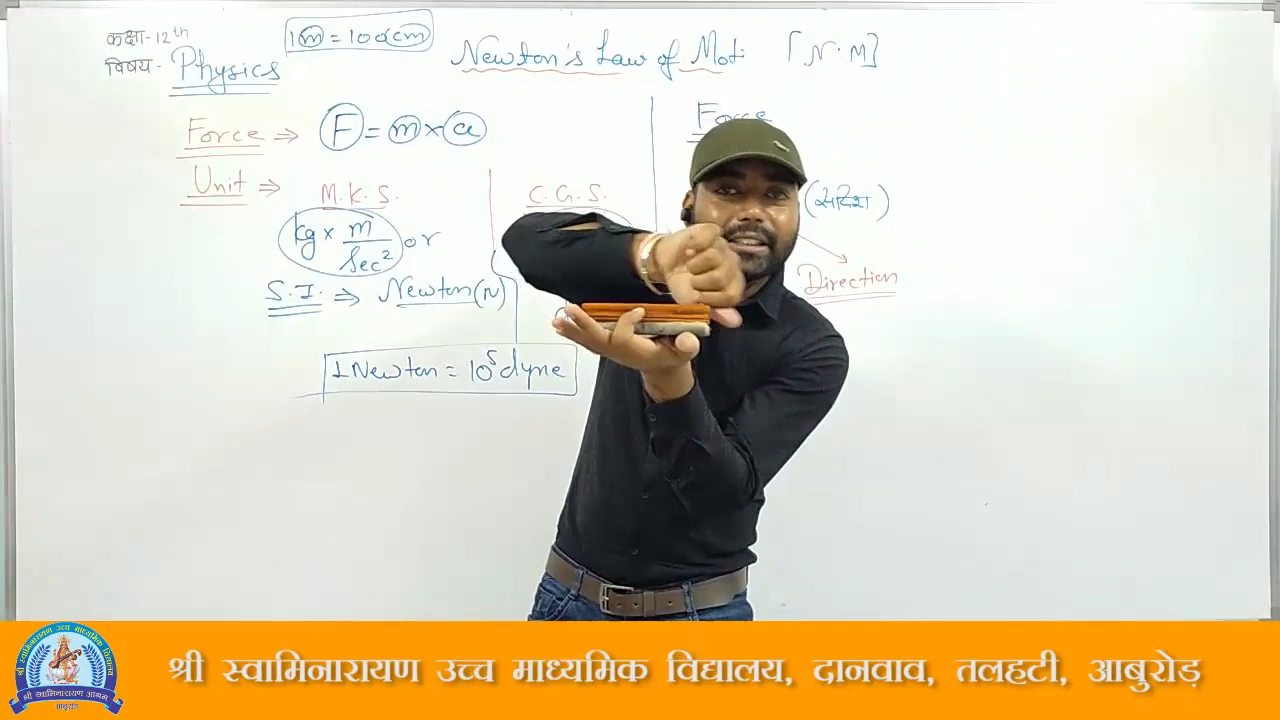 कक्षा-12th
1m = 100cm
Newton's Law of Moti [N·M]
विषय- Physics
Force ⇒ F = m × a
Unit ⇒ M.K.S.
C.G.S.
kg × m/sec² or
S.I. ⇒ Newton(N)
1 Newton = 10⁵ dyne
Force
(सदिश)
Direction
श्री स्वामिनारायण उच्च माध्यमिक विद्यालय, दानवाव, तलहटी, आबुरोड़